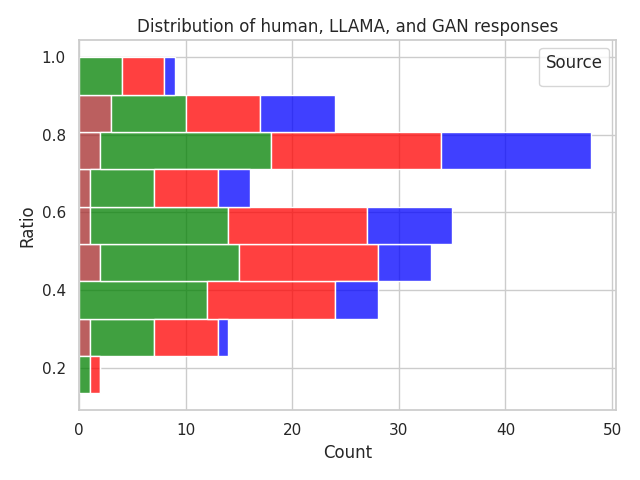 Distribution of human, LLAMA, and GAN responses
Source
1.0
0.8
0.6
0.4
0.2
Ratio
0 10 20 30 40 50
Count